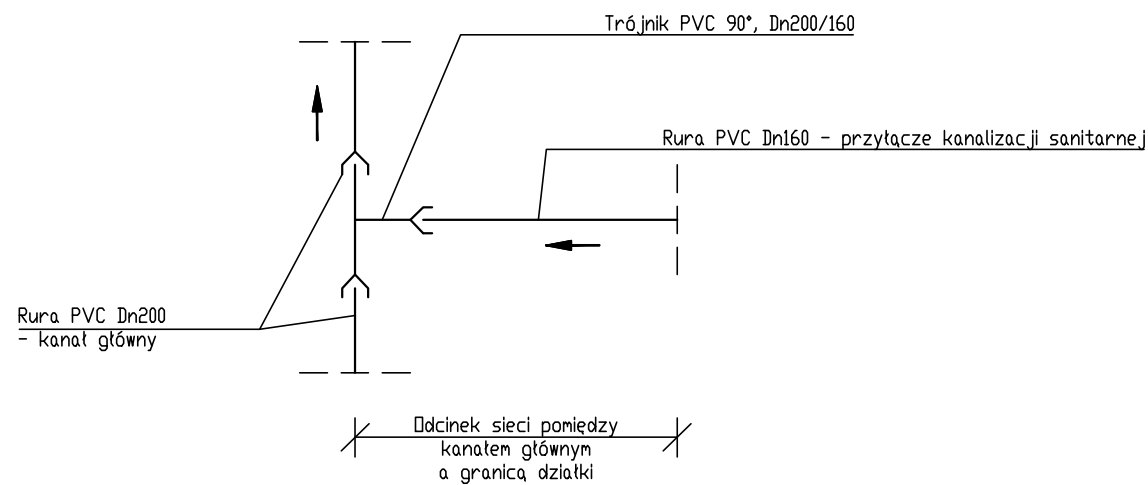 Trójnik PVC 90°, Dn200/160
Rura PVC Dn160 - przyłącze kanalizacji sanitarnej
Rura PVC Dn200
- kanał główny
Odcinek sieci pomiędzy
kanałem głównym
a granicą działki